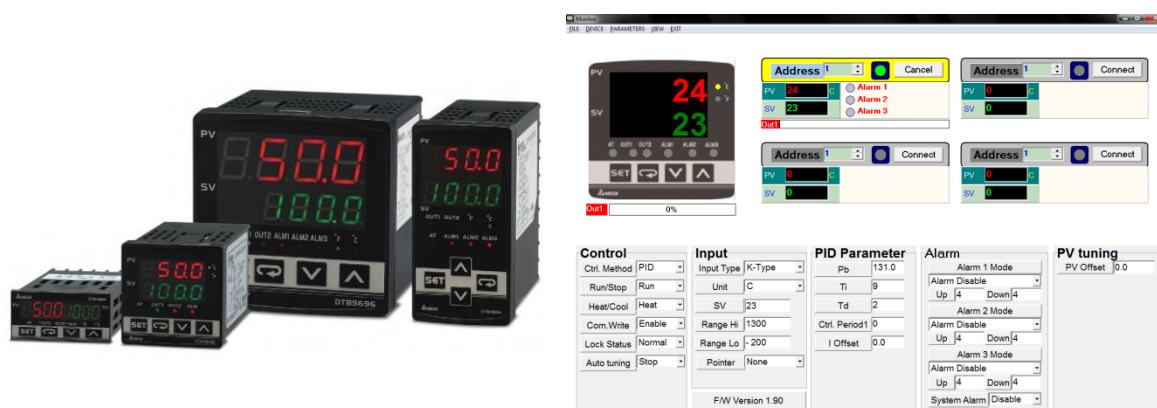 PV
50.0
SV
100.0
OUT2 ALM1 ALM2 ALM3 °F °C
SET
DTB9696
PV
50.0
100.0
SV
OUT1 OUT2 °F °C
AT ALM1 ALM2 ALM3
SET
PV
50.0
SV
100.0
AT OUT1 OUT2 ALM
SET
PV
50.0 100.0
SV
SET
Monitor
FILE DEVICE PARAMETERS VIEW EXIT
PV
24
°C
°F
SV
23
AT OUT1 OUT2 ALM1 ALM2 ALM3
SET
Out1 0%
Address 1 Cancel
PV 24 C Alarm 1
Alarm 2
SV 23 Alarm 3
Out1
Address 1 Connect
PV 0 C
SV 0
Address 1 Connect
PV 0 C
SV 0
Address 1 Connect
PV 0 C
SV 0
Control
Ctrl. Method PID
Run/Stop Run
Heat/Cool Heat
Com.Write Enable
Lock Status Normal
Auto tuning Stop
Input
Input Type K-Type
Unit C
SV 23
Range Hi 1300
Range Lo - 200
Pointer None
F/W Version 1.90
PID Parameter
Pb 131.0
Ti 9
Td 2
Ctrl. Period1 0
I Offset 0.0
Alarm
Alarm 1 Mode
Alarm Disable
Up 4 Down 4
Alarm 2 Mode
Alarm Disable
Up 4 Down 4
Alarm 3 Mode
Alarm Disable
Up 4 Down 4
System Alarm Disable
PV tuning
PV Offset 0.0